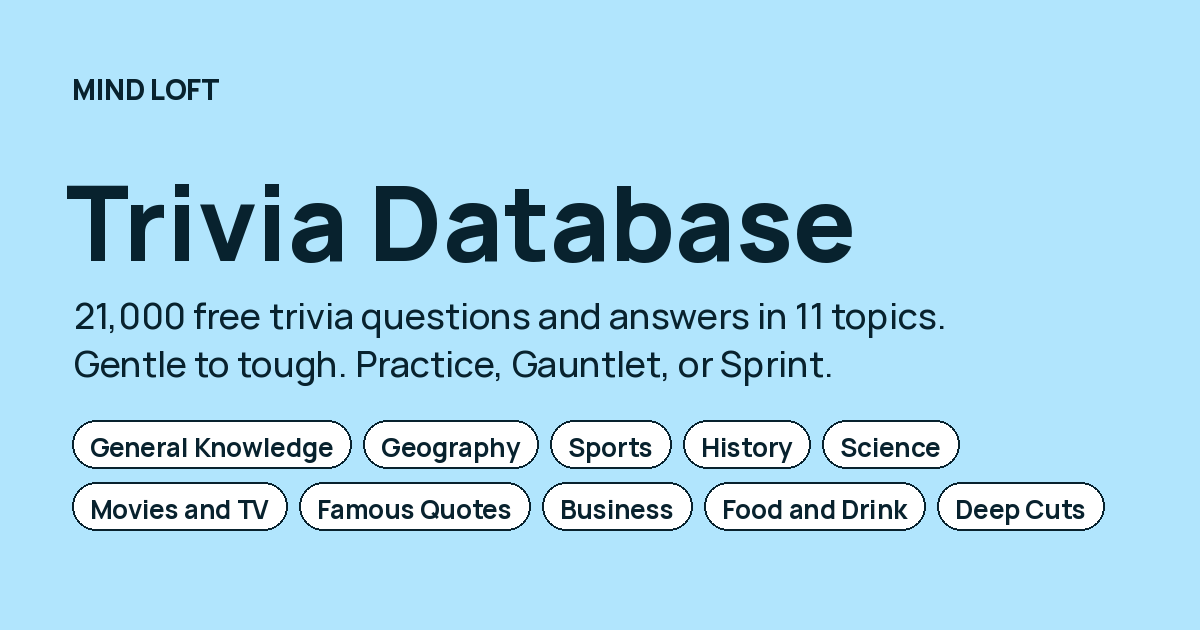 MIND LOFT
Trivia Database
21,000 free trivia questions and answers in 11 topics.
Gentle to tough. Practice, Gauntlet, or Sprint.
General Knowledge Geography Sports History Science
Movies and TV Famous Quotes Business Food and Drink Deep Cuts